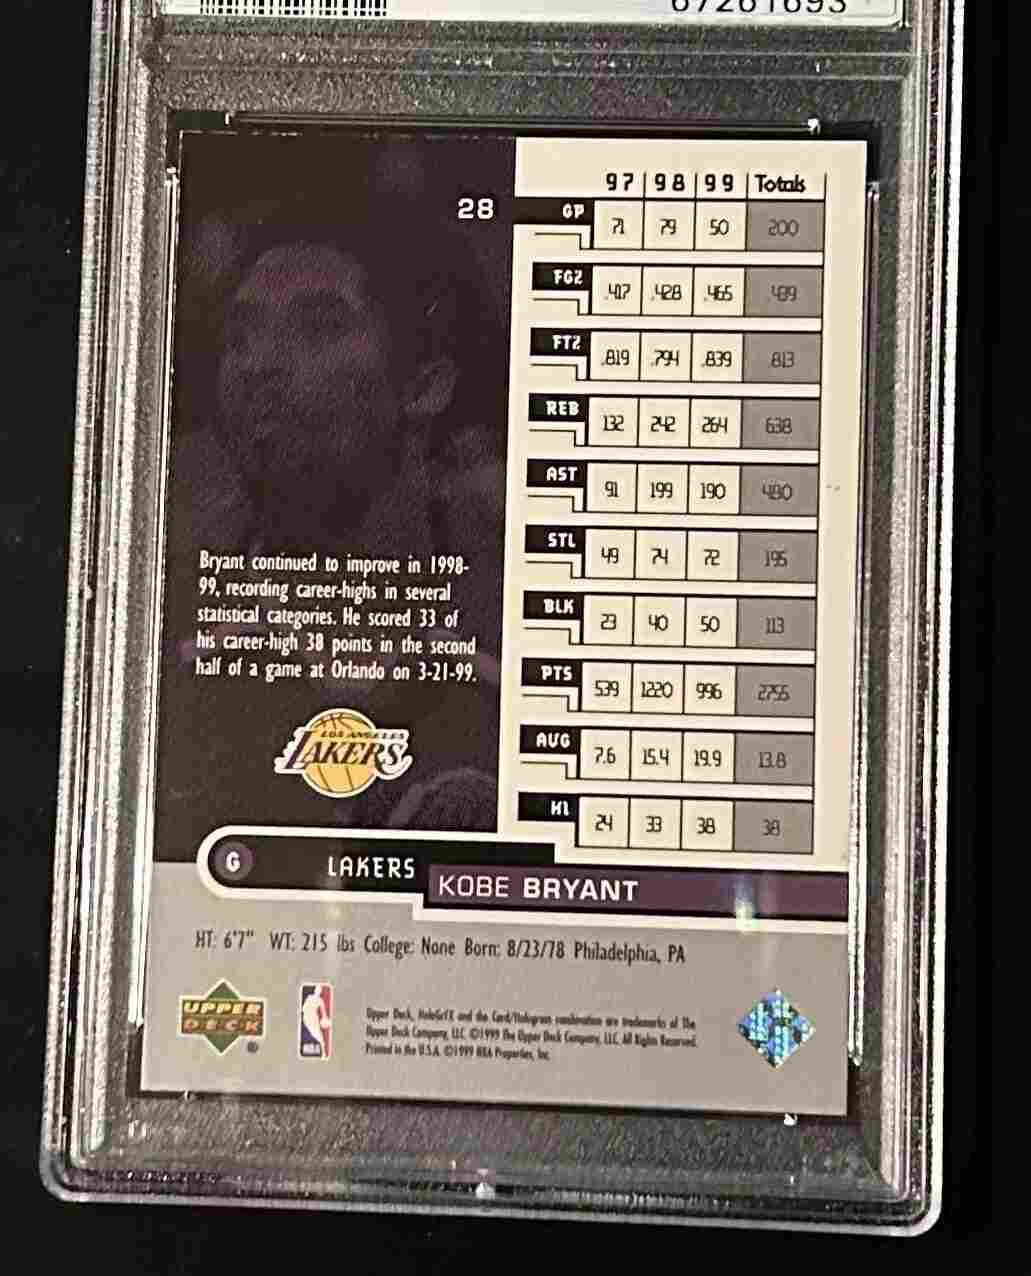 67261693
28
97 98 99 Totals
GP 71 79 50 200
FG% .417 .428 .465 .439
FT% .819 .794 .839 .813
REB 132 242 264 638
AST 91 199 190 480
STL 49 74 72 195
BLK 23 40 50 113
PTS 539 1220 996 2755
AVG 7.6 15.4 19.9 13.8
HI 24 33 38 38
Bryant continued to improve in 1998-
99, recording career-highs in several
statistical categories. He scored 33 of
his career-high 38 points in the second
half of a game at Orlando on 3-21-99.
LOS ANGELES
LAKERS
G LAKERS
KOBE BRYANT
HT: 6'7" WT: 215 lbs College: None Born: 8/23/78 Philadelphia, PA
UPPER
DECK
®
NBA
Upper Deck, HoloGrFX and the Card/Hologram combination are trademarks of The
Upper Deck Company, LLC. ©1999 The Upper Deck Company, LLC. All Rights Reserved.
Printed in the U.S.A. ©1999 NBA Properties, Inc.